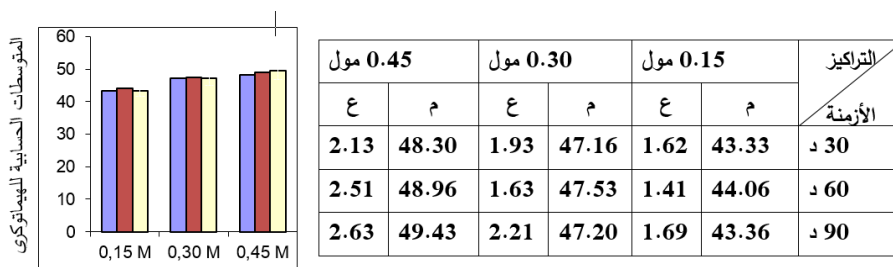 المتوسطات الحسابية للهيماتوكرى
60
50
40
30
20
10
0
0,15 M 0,30 M 0,45 M
التراكيز
الأزمنة
0.15 مول 0.30 مول 0.45 مول
م ع م ع م ع
30 د 43.33 1.62 47.16 1.93 48.30 2.13
60 د 44.06 1.41 47.53 1.63 48.96 2.51
90 د 43.36 1.69 47.20 2.21 49.43 2.63